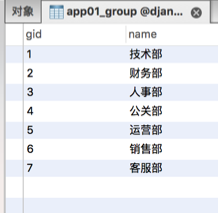 对象 app01_group @djan...
gid name
1 技术部
2 财务部
3 人事部
4 公关部
5 运营部
6 销售部
7 客服部